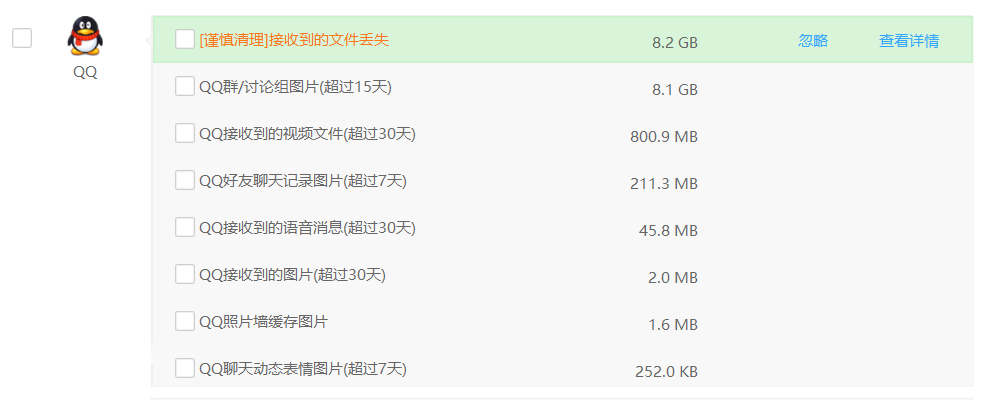 [谨慎清理]接收到的文件丢失 8.2 GB 忽略 查看详情
QQ
QQ群/讨论组图片(超过15天) 8.1 GB
QQ接收到的视频文件(超过30天) 800.9 MB
QQ好友聊天记录图片(超过7天) 211.3 MB
QQ接收到的语音消息(超过30天) 45.8 MB
QQ接收到的图片(超过30天) 2.0 MB
QQ照片墙缓存图片 1.6 MB
QQ聊天动态表情图片(超过7天) 252.0 KB